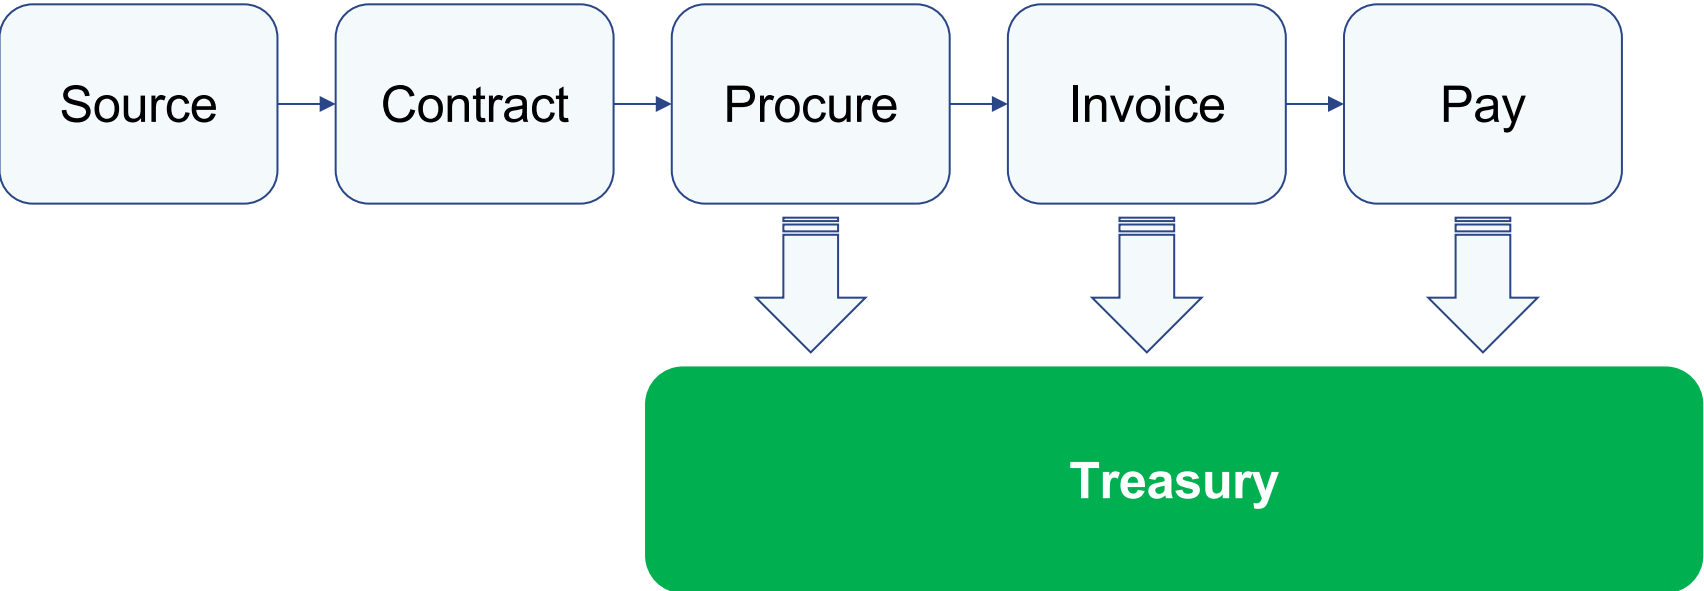 Source
Contract
Procure
Invoice
Pay
Treasury